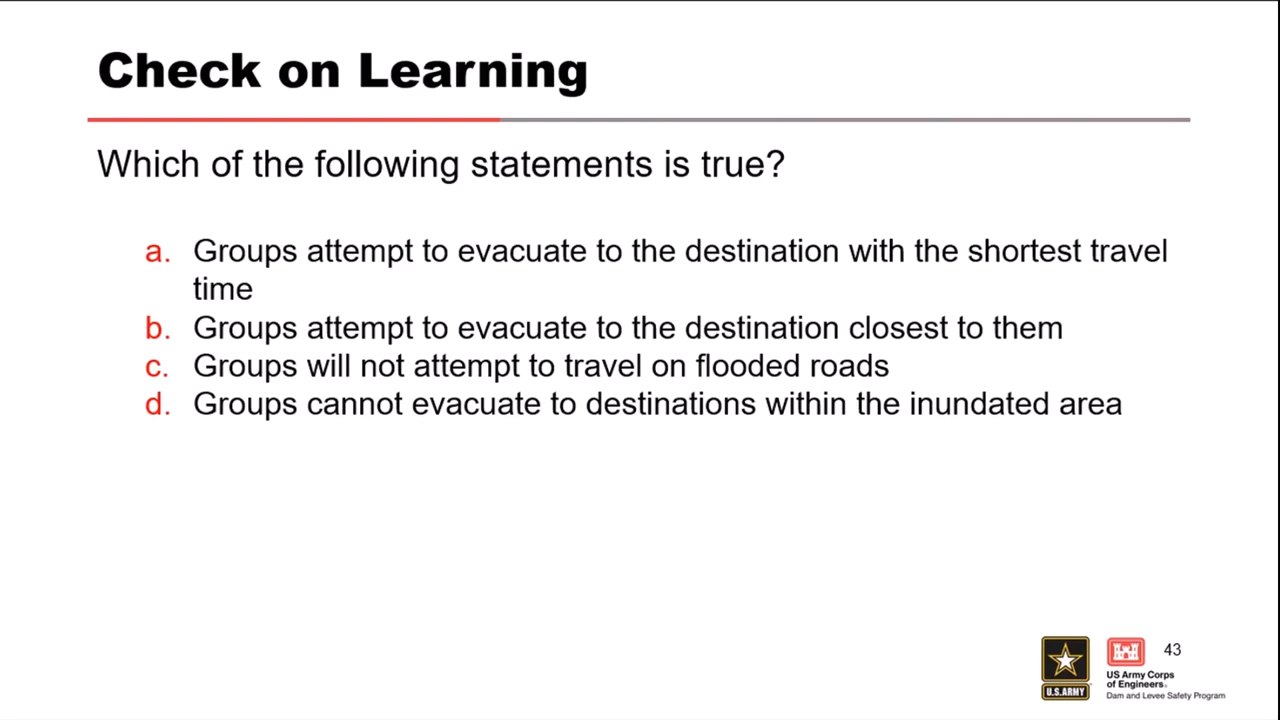 Check on Learning
Which of the following statements is true?
a. Groups attempt to evacuate to the destination with the shortest travel
time
b. Groups attempt to evacuate to the destination closest to them
c. Groups will not attempt to travel on flooded roads
d. Groups cannot evacuate to destinations within the inundated area
43
U.S.ARMY
US Army Corps
of Engineers®
Dam and Levee Safety Program